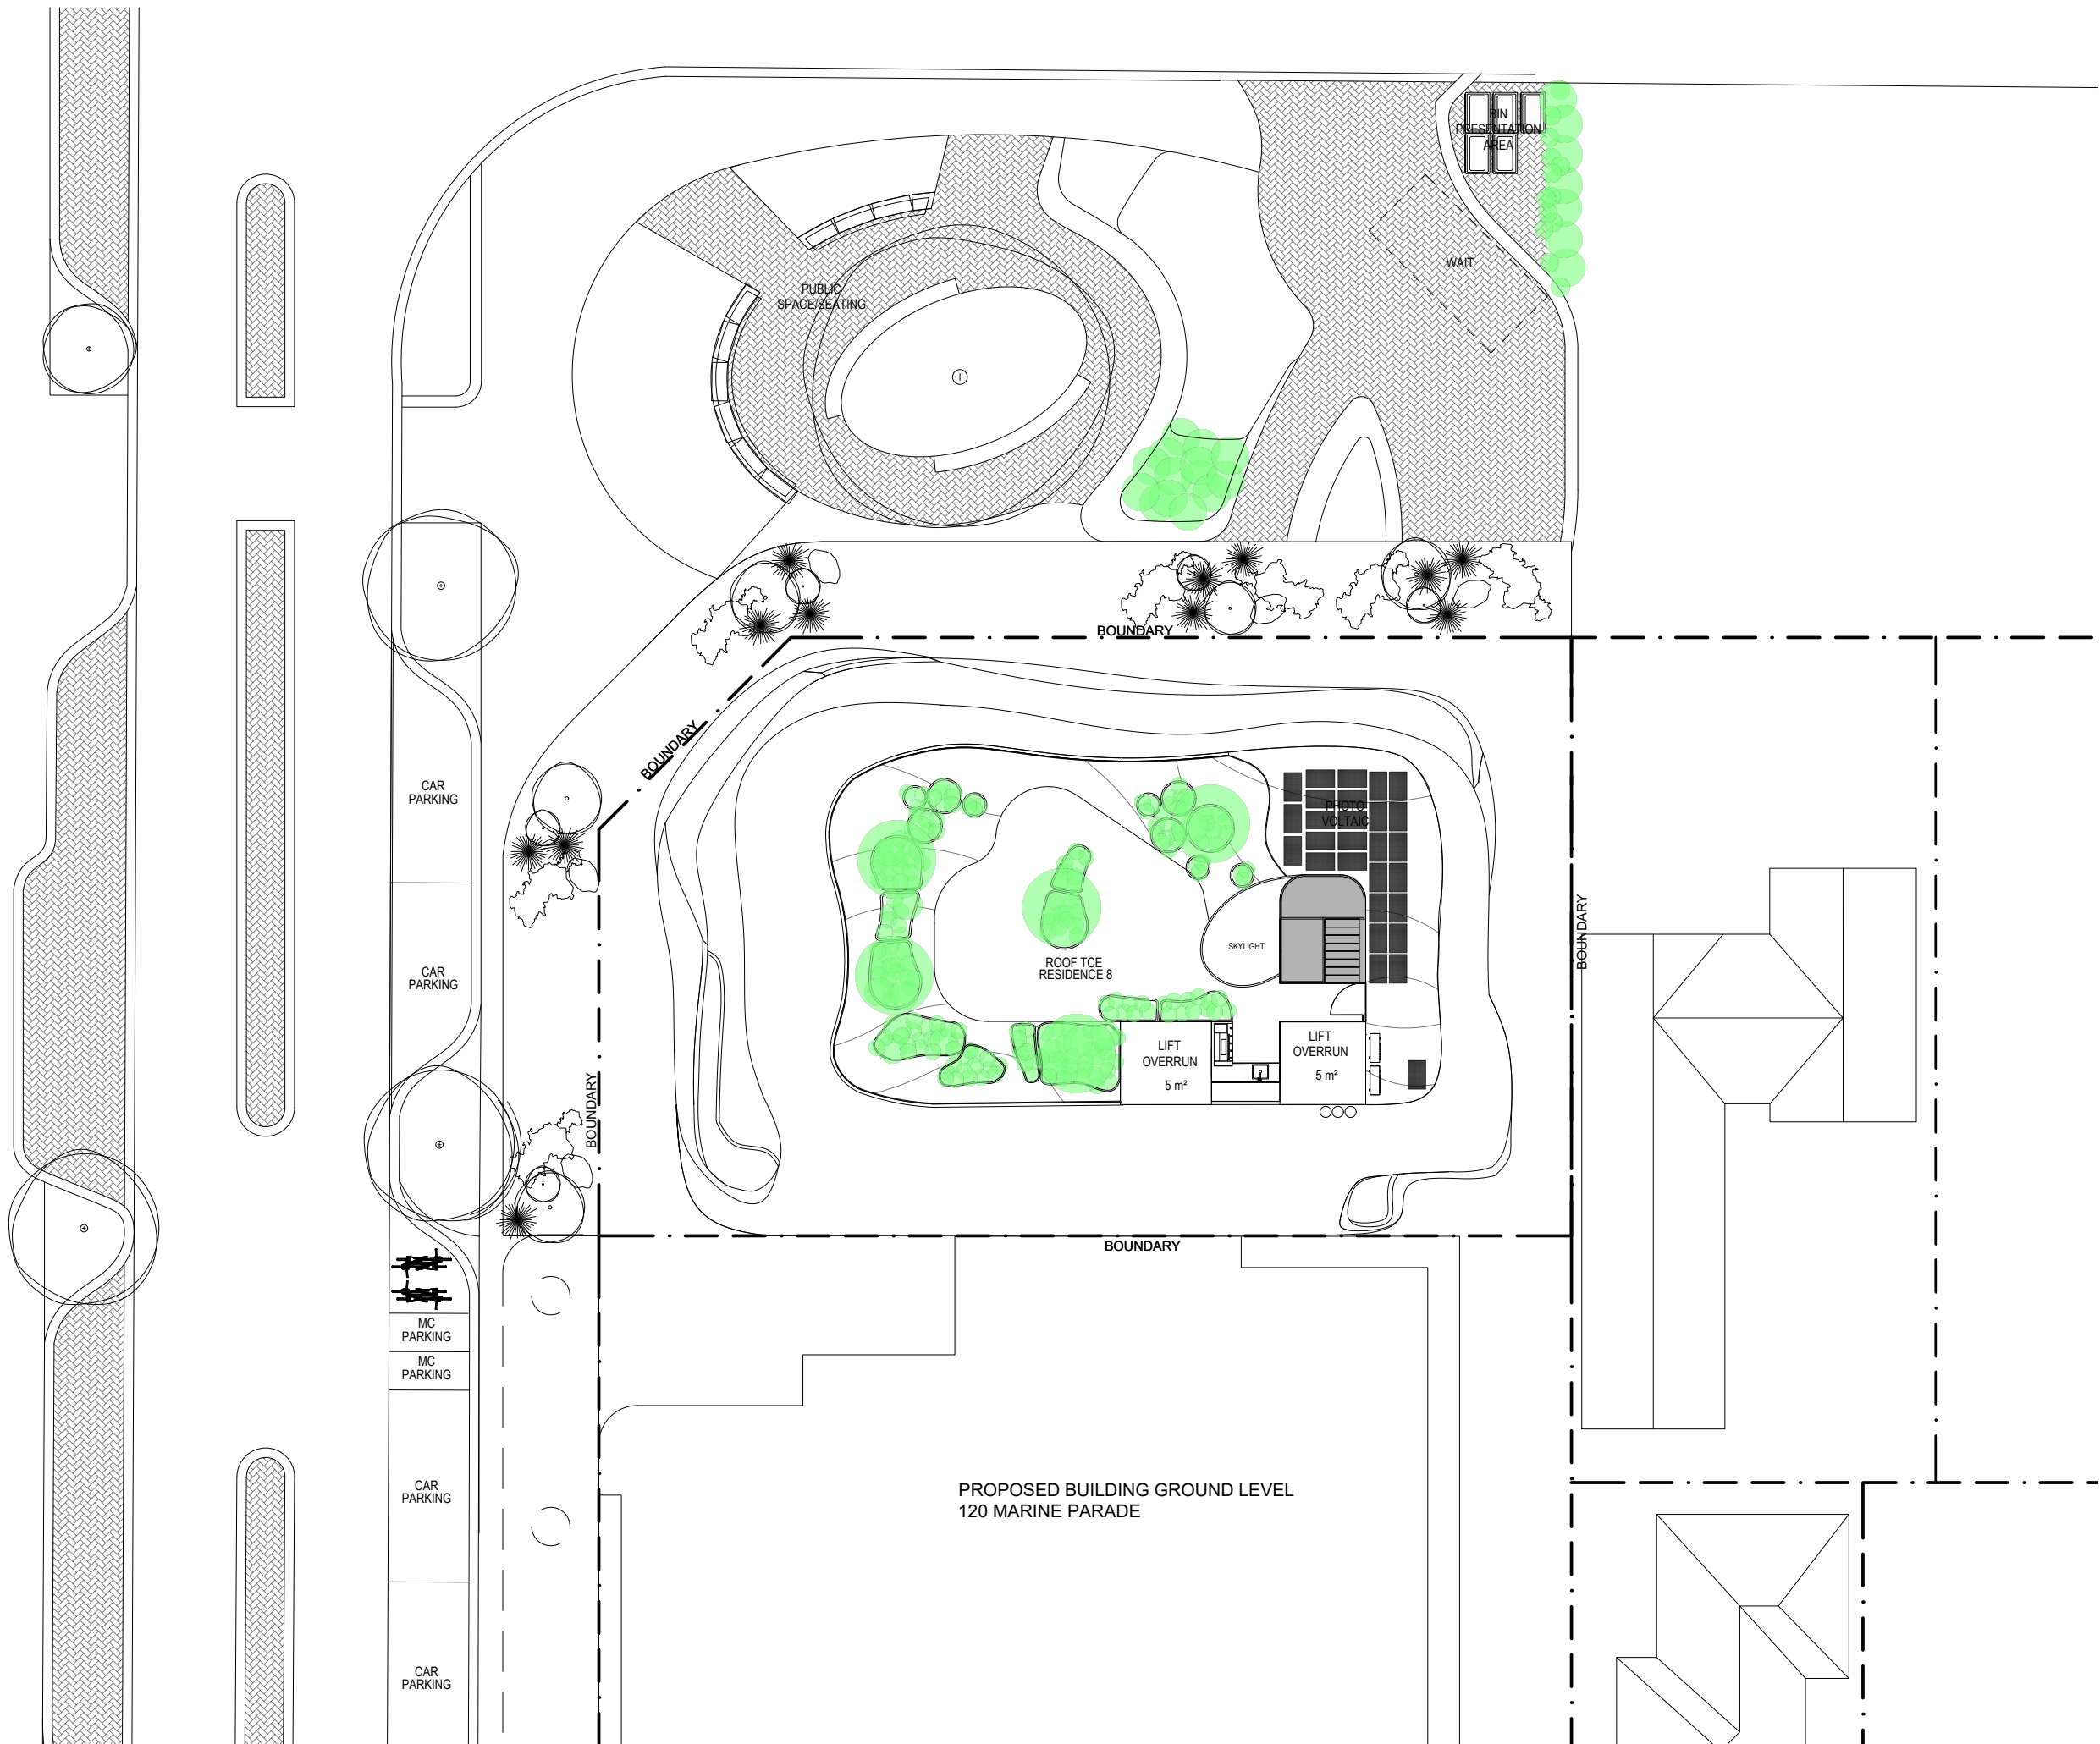 BIN
PRESENTATION
AREA
WAIT
PUBLIC
SPACE/SEATING
BOUNDARY
BOUNDARY
CAR
PARKING
PHOTO
VOLTAIC
BOUNDARY
SKYLIGHT
CAR
PARKING
ROOF TCE
RESIDENCE 8
LIFT
OVERRUN
5 m²
LIFT
OVERRUN
5 m²
BOUNDARY
BOUNDARY
MC
PARKING
MC
PARKING
CAR
PARKING
PROPOSED BUILDING GROUND LEVEL
120 MARINE PARADE
CAR
PARKING